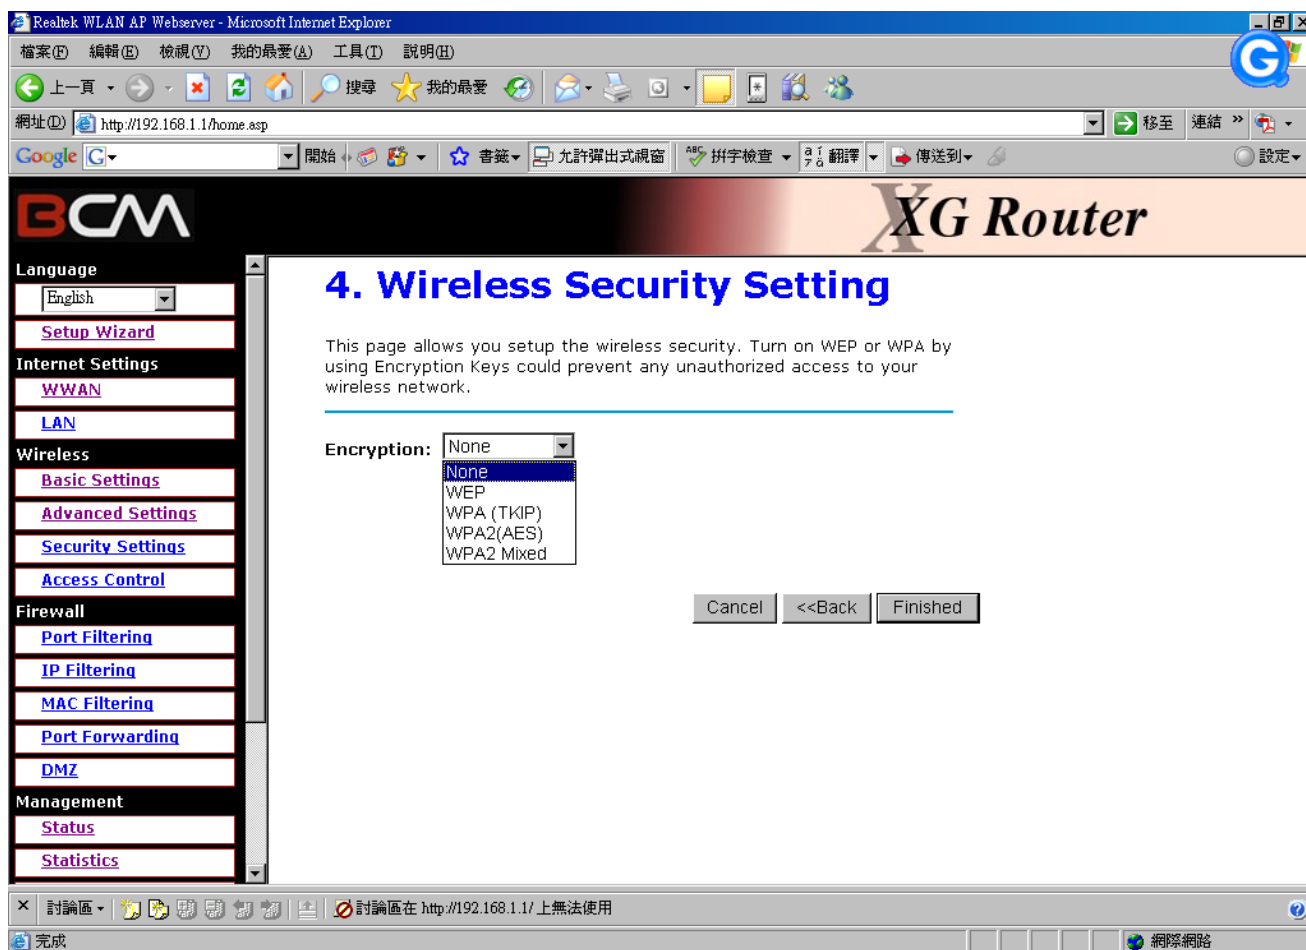 Realtek WLAN AP Webserver - Microsoft Internet Explorer
檔案(F) 編輯(E) 檢視(V) 我的最愛(A) 工具(T) 說明(H)
上一頁 搜尋 我的最愛
網址(D) http://192.168.1.1/home.asp 移至 連結 »
Google G 開始 書籤 允許彈出式視窗 ABC 拼字檢查 翻譯 傳送到 設定
BCM
XG Router
Language
English
Setup Wizard
Internet Settings
WWAN
LAN
Wireless
Basic Settings
Advanced Settings
Security Settings
Access Control
Firewall
Port Filtering
IP Filtering
MAC Filtering
Port Forwarding
DMZ
Management
Status
Statistics
4. Wireless Security Setting
This page allows you setup the wireless security. Turn on WEP or WPA by
using Encryption Keys could prevent any unauthorized access to your
wireless network.
Encryption: None
None
WEP
WPA (TKIP)
WPA2(AES)
WPA2 Mixed
Cancel <<Back Finished
討論區 討論區在 http://192.168.1.1/ 上無法使用
完成 網際網路